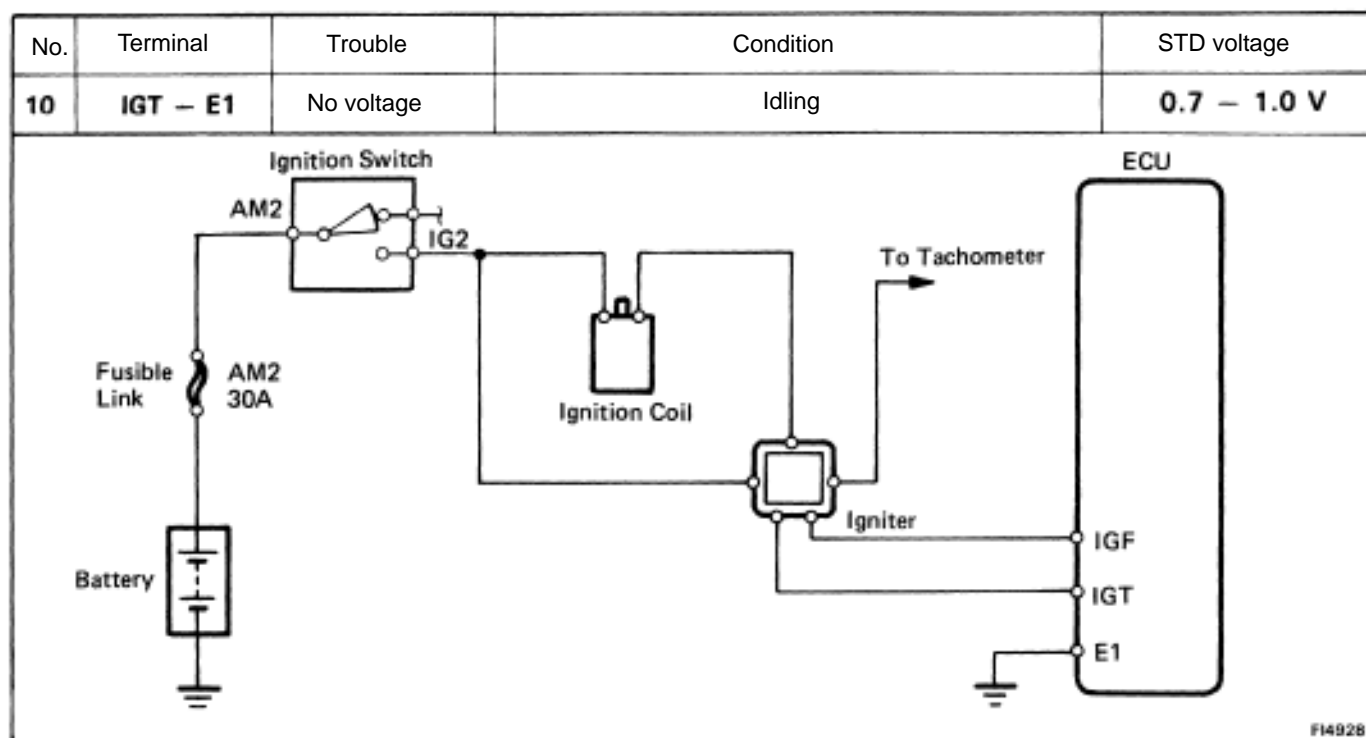 No. Terminal Trouble Condition STD voltage
10 IGT – E1 No voltage Idling 0.7 – 1.0 V
Ignition Switch
ECU
AM2
IG2
To Tachometer
Fusible
Link
AM2
30A
Ignition Coil
Igniter
IGF
Battery
IGT
E1
FI4928